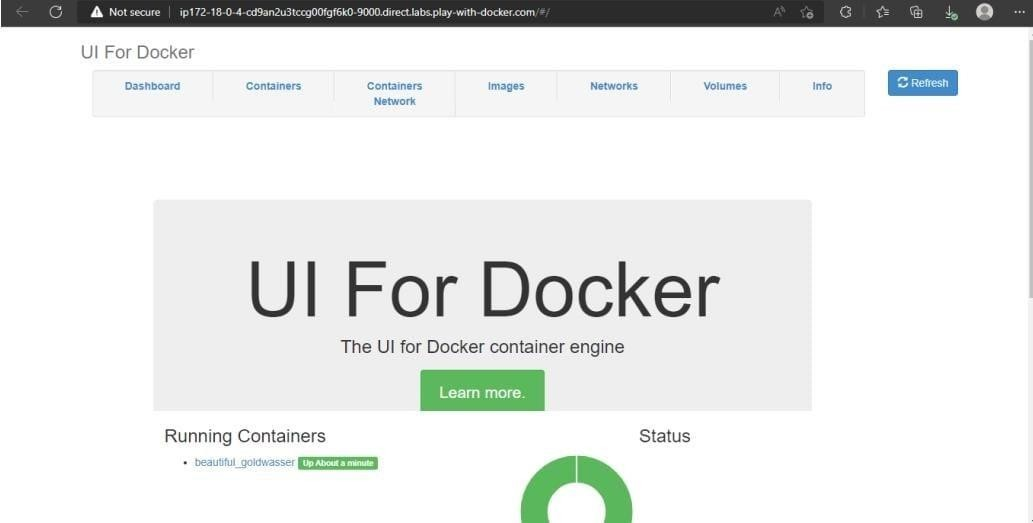 Not secure ip172-18-0-4-cd9an2u3tccg00fgf6k0-9000.direct.labs.play-with-docker.com/#/
UI For Docker
Dashboard Containers Containers Network Images Networks Volumes Info Refresh
UI For Docker
The UI for Docker container engine
Learn more.
Running Containers Status
beautiful_goldwasser Up About a minute